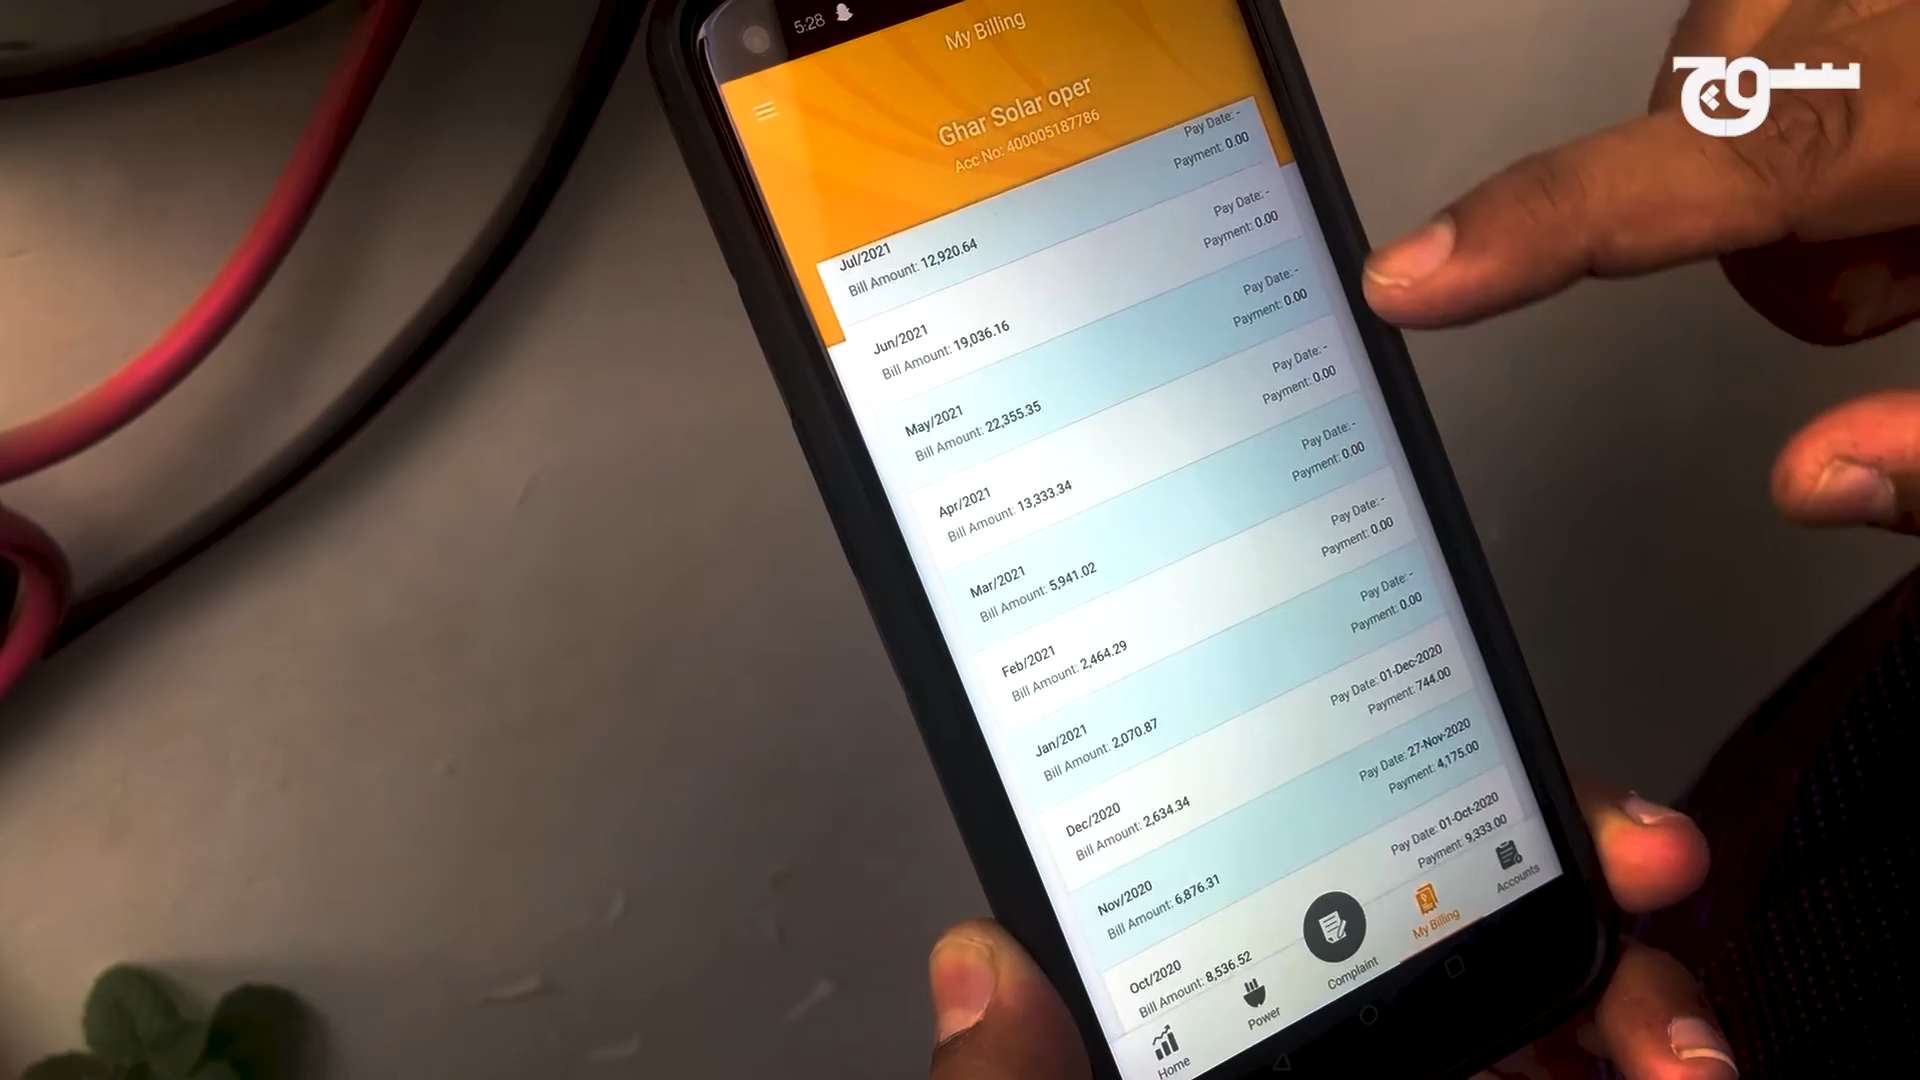 5:28
My Billing
سوچ
Ghar Solar oper
Acc No: 400005187786
Jul/2021 Pay Date: -
Bill Amount: 12,920.64 Payment: 0.00
Jun/2021 Pay Date: -
Bill Amount: 19,036.16 Payment: 0.00
May/2021 Pay Date: -
Bill Amount: 22,355.35 Payment: 0.00
Apr/2021 Pay Date: -
Bill Amount: 13,333.34 Payment: 0.00
Mar/2021 Pay Date: -
Bill Amount: 5,941.02 Payment: 0.00
Feb/2021 Pay Date: -
Bill Amount: 2,464.29 Payment: 0.00
Jan/2021 Pay Date: -
Bill Amount: 2,070.87 Payment: 0.00
Dec/2020 Pay Date: 01-Dec-2020
Bill Amount: 2,634.34 Payment: 744.00
Nov/2020 Pay Date: 27-Nov-2020
Bill Amount: 6,876.31 Payment: 4,175.00
Oct/2020 Pay Date: 01-Oct-2020
Bill Amount: 8,536.52 Payment: 9,333.00
Home Power Complaint My Billing Accounts